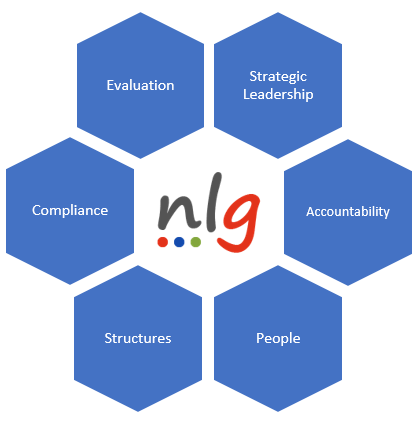 Evaluation
Strategic
Leadership
Compliance
nlg
Accountability
Structures
People